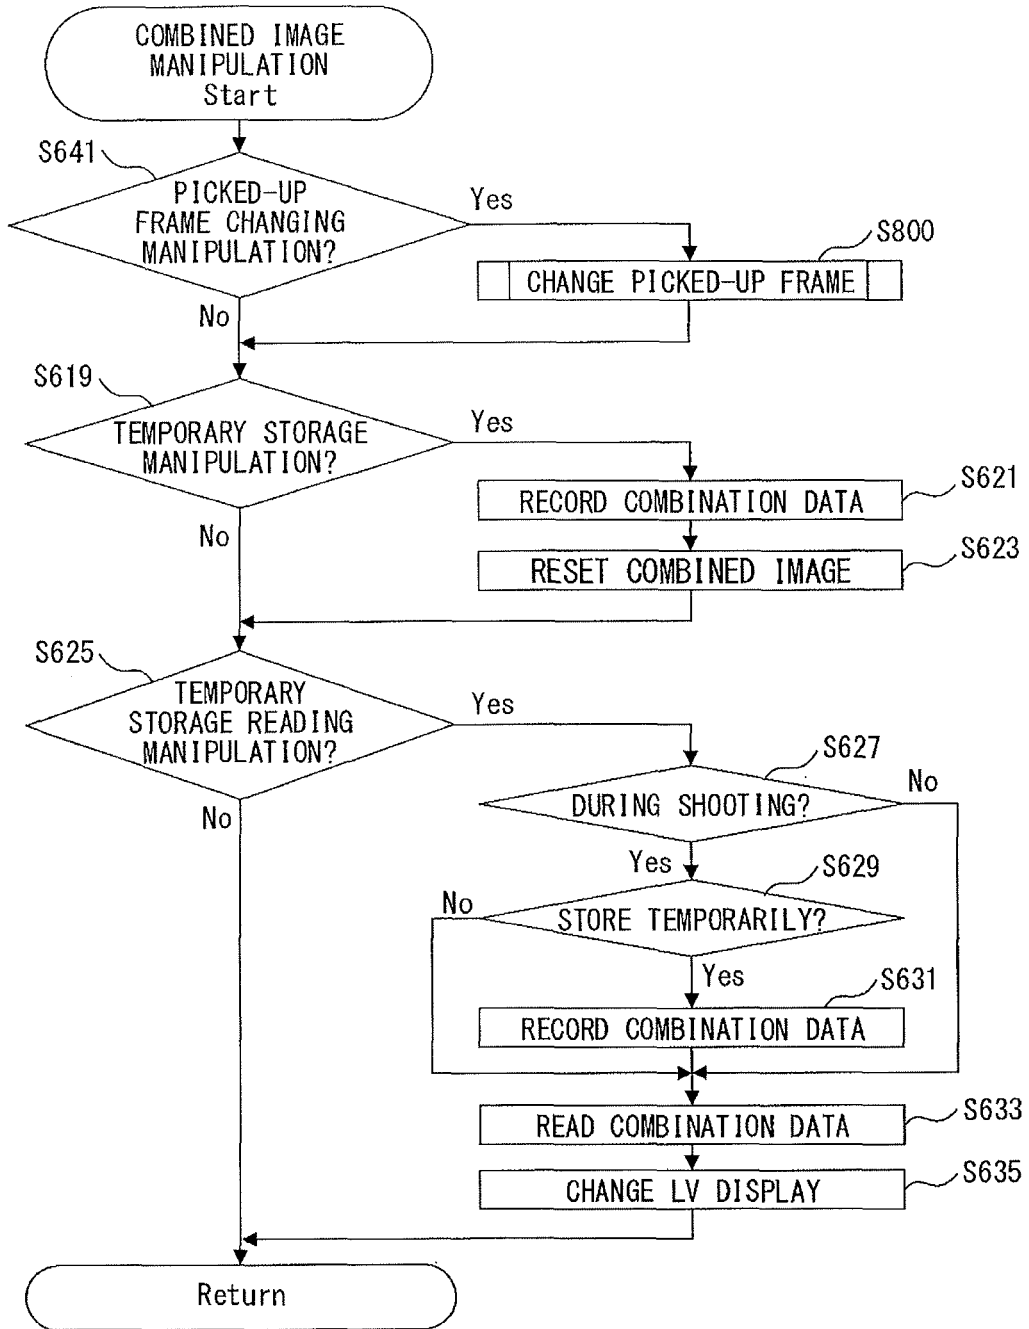 COMBINED IMAGE
MANIPULATION
Start
S641
PICKED-UP
FRAME CHANGING
MANIPULATION?
Yes
S800
CHANGE PICKED-UP FRAME
No
S619
TEMPORARY STORAGE
MANIPULATION?
Yes
S621
RECORD COMBINATION DATA
No
S623
RESET COMBINED IMAGE
S625
TEMPORARY
STORAGE READING
MANIPULATION?
Yes
S627
No
DURING SHOOTING?
No
Yes
S629
No
STORE TEMPORARILY?
Yes
S631
RECORD COMBINATION DATA
S633
READ COMBINATION DATA
S635
CHANGE LV DISPLAY
Return